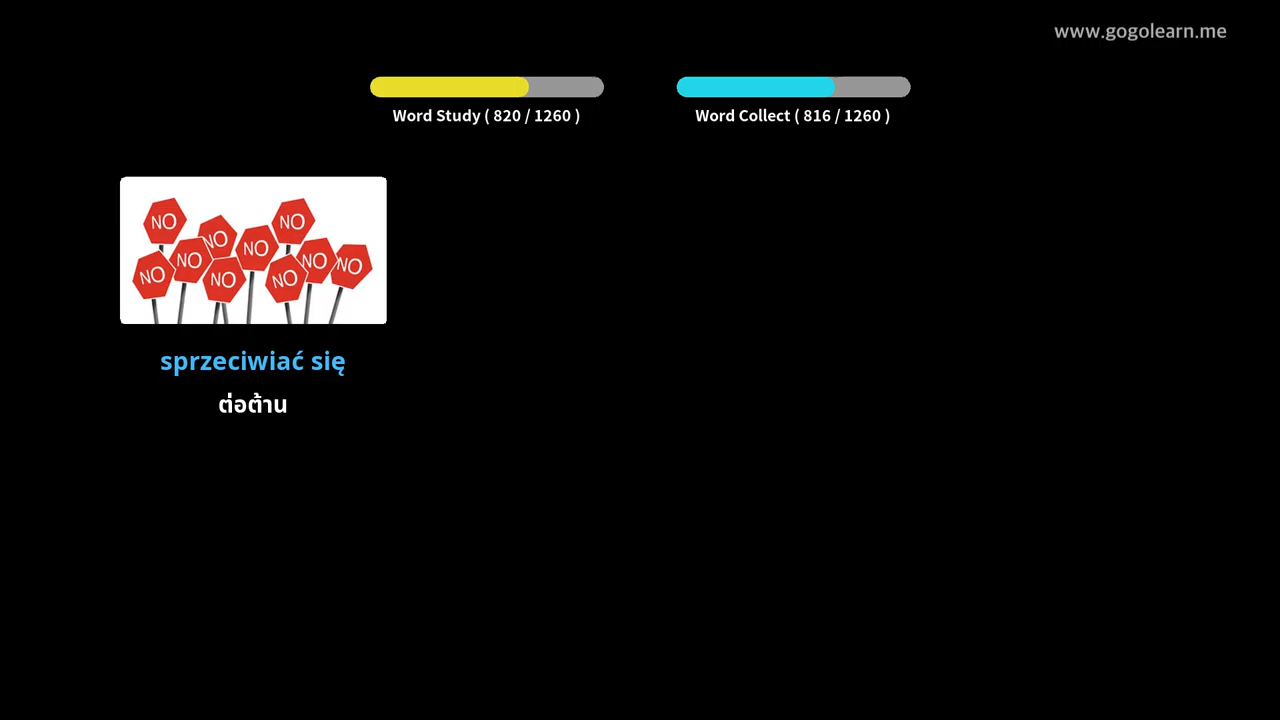 www.gogolearn.me
Word Study ( 820 / 1260 )
Word Collect ( 816 / 1260 )
NO
NO
NO
NO
NO
NO
NO
NO
NO
NO
sprzeciwiać się
ต่อต้าน